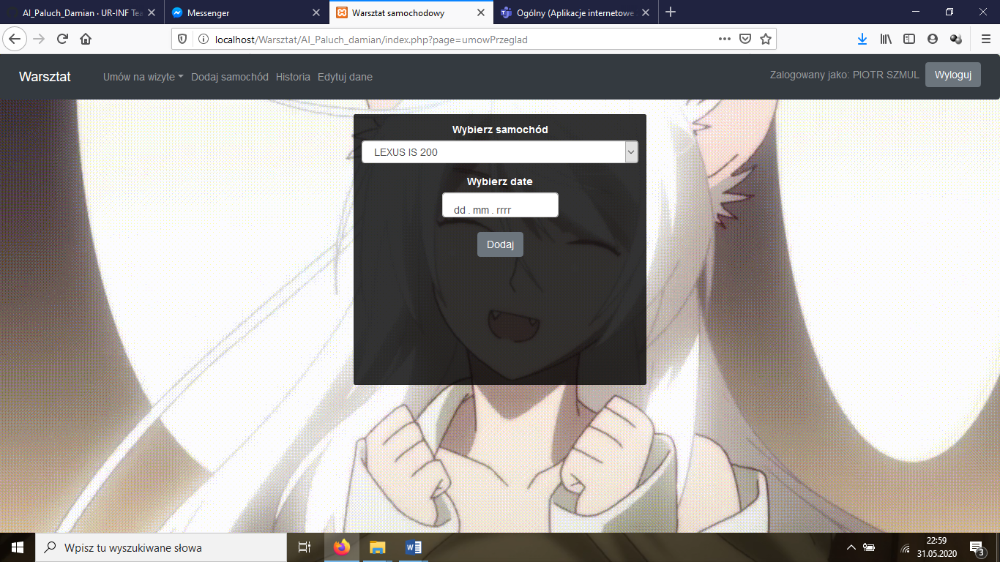 AI_Paluch_Damian · UR-INF Tea
Messenger
Warsztat samochodowy
Ogólny (Aplikacje internetowe
localhost/Warsztat/AI_Paluch_damian/index.php?page=umowPrzeglad
Warsztat
Umów na wizyte
Dodaj samochód
Historia
Edytuj dane
Zalogowany jako: PIOTR SZMUL
Wyloguj
Wybierz samochód
LEXUS IS 200
Wybierz date
dd . mm . rrrr
Dodaj
Wpisz tu wyszukiwane słowa
22:59
31.05.2020
3